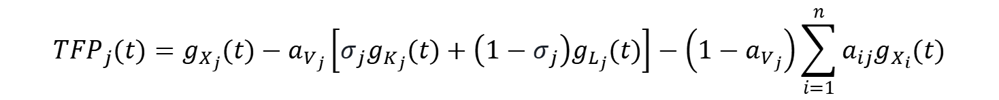 TFP_j(t) = g_{X_j}(t) − a_{V_j}[σ_j g_{K_j}(t) + (1 − σ_j) g_{L_j}(t)] − (1 − a_{V_j}) ∑_{i=1}^{n} a_{ij} g_{X_i}(t)